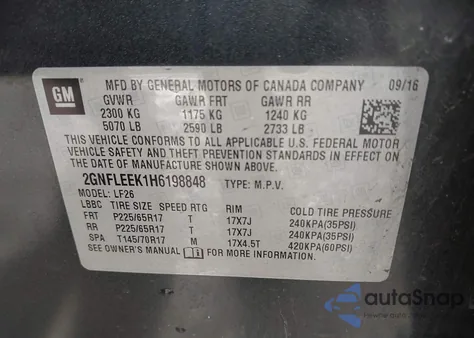 GM
MFD BY GENERAL MOTORS OF CANADA COMPANY 09/16
GVWR GAWR FRT GAWR RR
2300 KG 1175 KG 1240 KG
5070 LB 2590 LB 2733 LB
THIS VEHICLE CONFORMS TO ALL APPLICABLE U.S. FEDERAL MOTOR
VEHICLE SAFETY AND THEFT PREVENTION STANDARDS IN EFFECT ON
THE DATE OF MANUFACTURE SHOWN ABOVE.
2GNFLEEK1H6198848 TYPE: M.P.V.
MODEL: LF26
LBBC TIRE SIZE SPEED RTG RIM COLD TIRE PRESSURE
FRT P225/65R17 T 17X7J 240KPA(35PSI)
RR P225/65R17 T 17X7J 240KPA(35PSI)
SPA T145/70R17 M 17X4.5T 420KPA(60PSI)
SEE OWNER'S MANUAL FOR MORE INFORMATION.
autoSnap